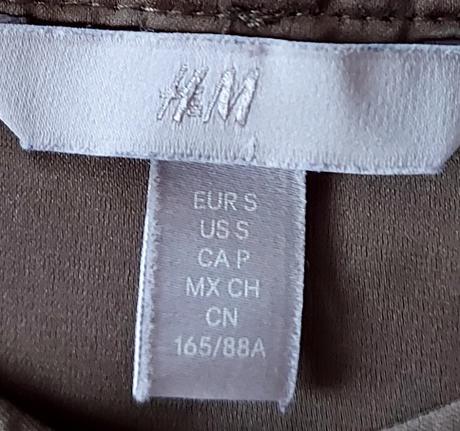 H&M
EUR S
US S
CA P
MX CH
CN
165/88A